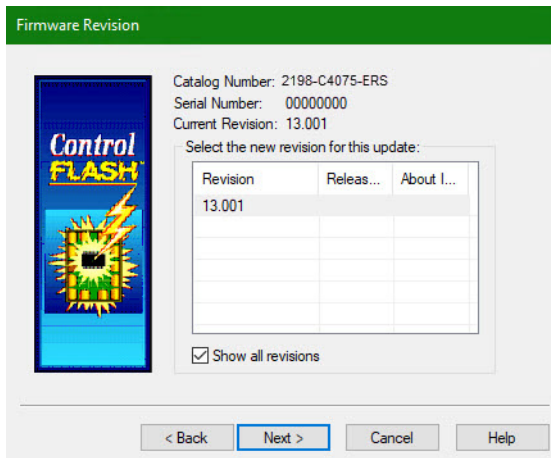 Firmware Revision
Catalog Number: 2198-C4075-ERS
Serial Number: 00000000
Current Revision: 13.001
Control
FLASH
Select the new revision for this update:
Revision Releas... About I...
13.001
Show all revisions
< Back Next > Cancel Help